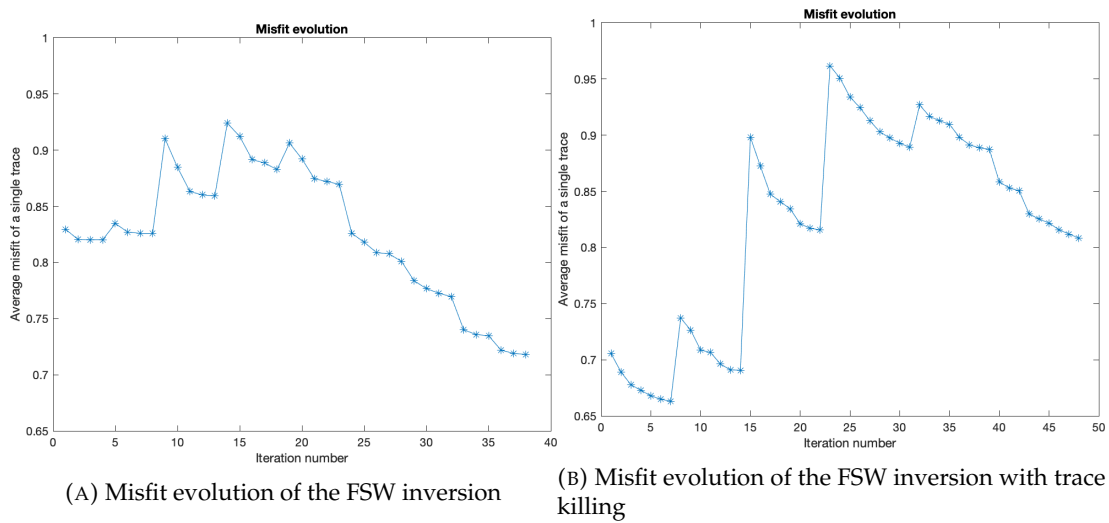 Misfit evolution
1
0.95
0.9
0.85
0.8
0.75
0.7
0.65
0 5 10 15 20 25 30 35 40
Iteration number
Average misfit of a single trace
(A) Misfit evolution of the FSW inversion
Misfit evolution
1
0.95
0.9
0.85
0.8
0.75
0.7
0.65
0 5 10 15 20 25 30 35 40 45 50
Iteration number
Average misfit of a single trace
(B) Misfit evolution of the FSW inversion with trace
killing